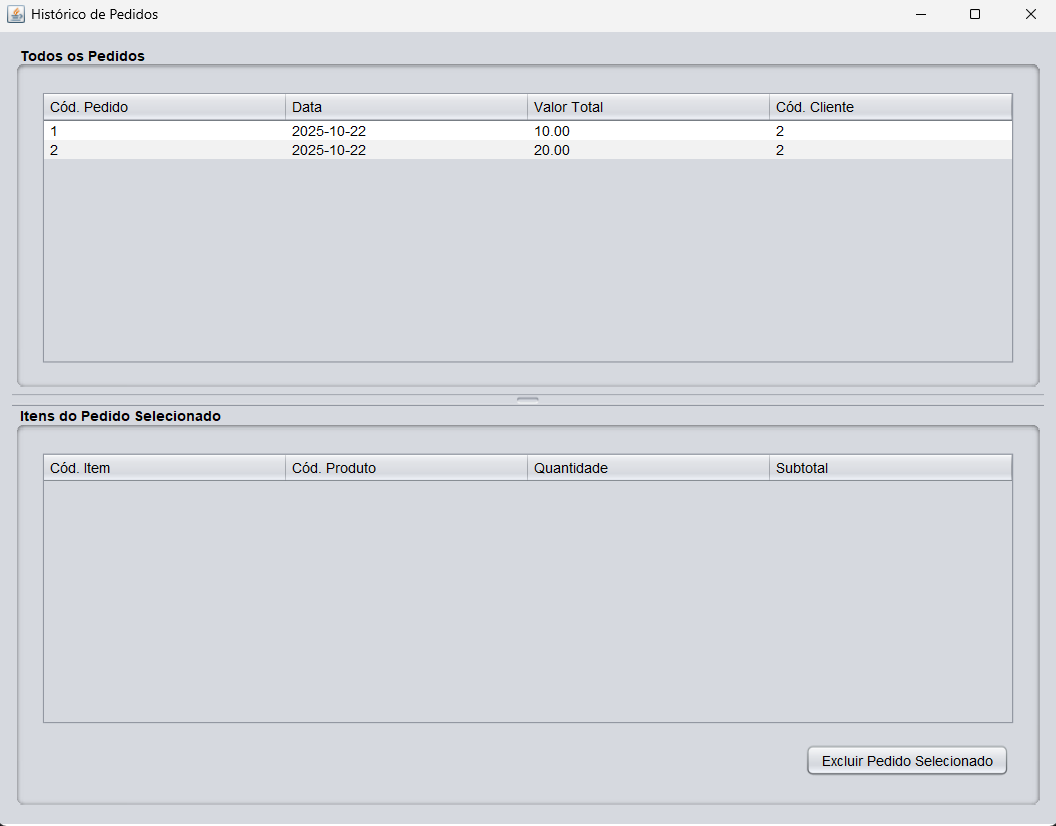 Histórico de Pedidos
Todos os Pedidos
Cód. Pedido Data Valor Total Cód. Cliente
1 2025-10-22 10.00 2
2 2025-10-22 20.00 2
Itens do Pedido Selecionado
Cód. Item Cód. Produto Quantidade Subtotal
Excluir Pedido Selecionado